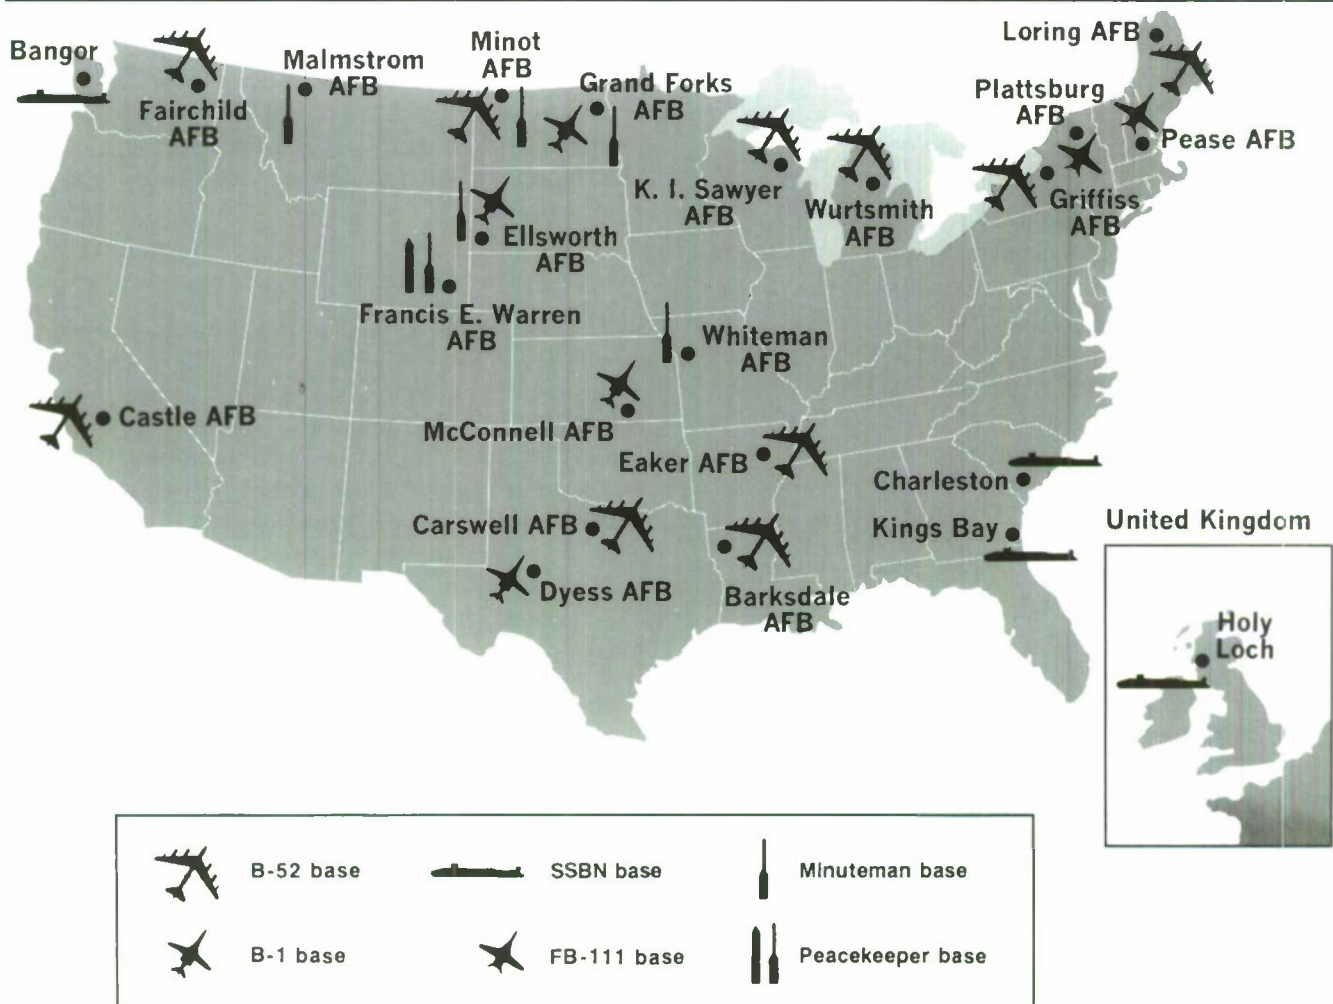 Bangor
Fairchild
AFB
Malmstrom
AFB
Minot
AFB
Grand Forks
AFB
Loring AFB
Plattsburg
AFB
Pease AFB
K. I. Sawyer
AFB
Wurtsmith
AFB
Griffiss
AFB
Ellsworth
AFB
Francis E. Warren
AFB
Whiteman
AFB
Castle AFB
McConnell AFB
Eaker AFB
Charleston
Carswell AFB
Kings Bay
Dyess AFB
Barksdale
AFB
United Kingdom
Holy
Loch
B-52 base
SSBN base
Minuteman base
B-1 base
FB-111 base
Peacekeeper base